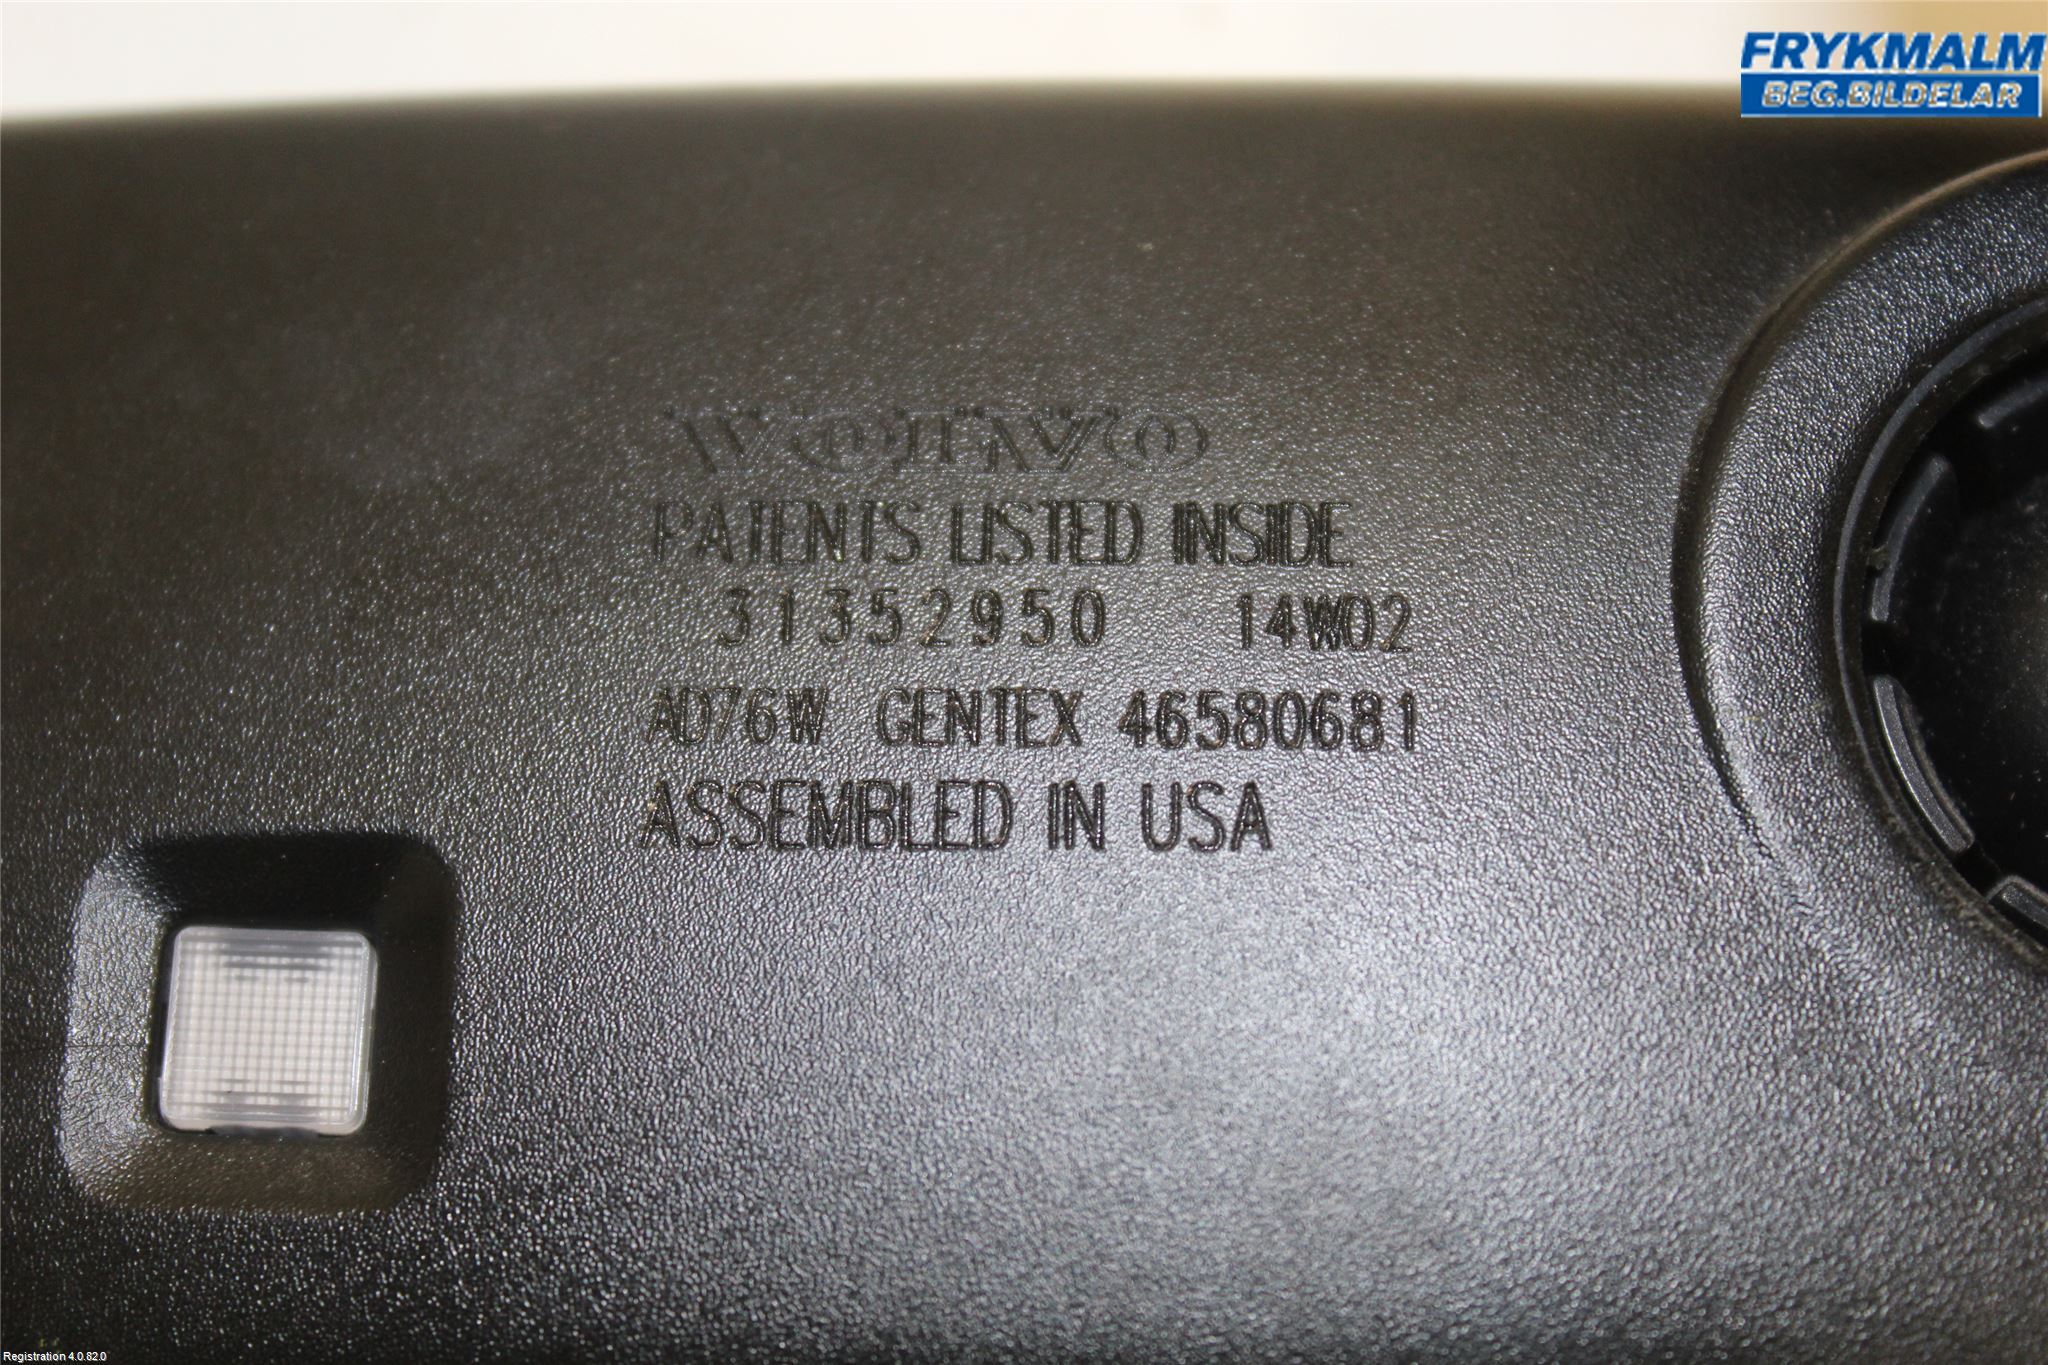 FRYKMALM
BEG.BILDELAR
VOLVO
PATENTS LISTED INSIDE
31352950 14W02
AD76W GENTEX 46580681
ASSEMBLED IN USA
Registration 4.0.82.0